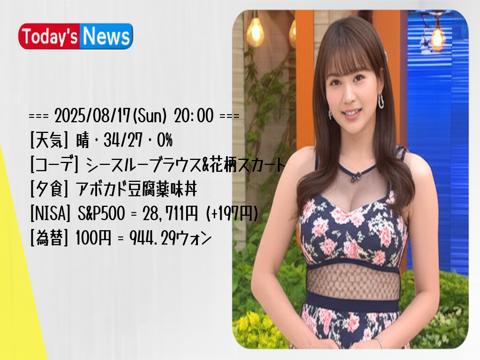 Today's News
=== 2025/08/17(Sun) 20:00 ===
[天気] 晴・34/27・0%
[コーデ] シースルーブラウス&花柄スカート
[夕食] アボカド豆腐薬味丼
[NISA] S&P500 = 28,711円 (+197円)
[為替] 100円 = 944.29ウォン